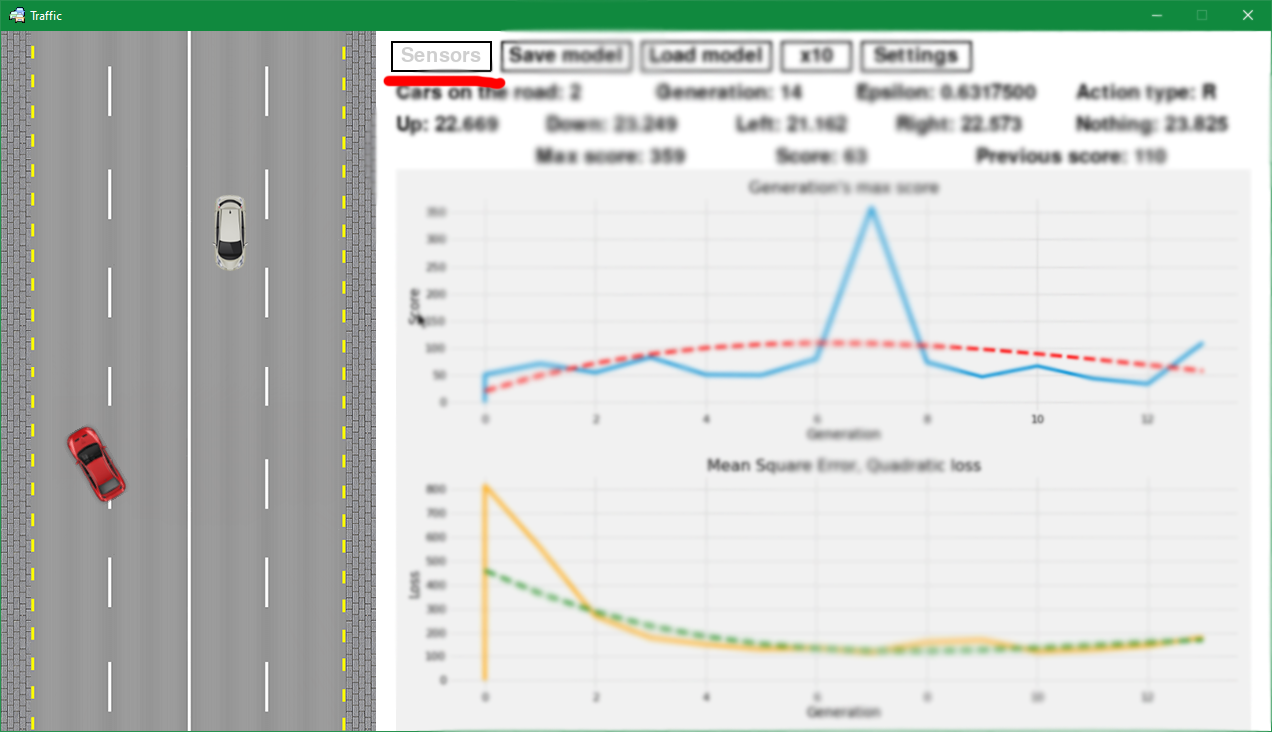 Traffic
Sensors Save model Load model x10 Settings
Cars on the road: 2 Generation: 14 Epsilon: 0.6317500 Action type: R
Up: 22.669 Down: 23.249 Left: 21.162 Right: 22.573 Nothing: 23.825
Max score: 359 Score: 63 Previous score: 110
Generation's max score
350
300
250
200
150
100
50
0
Score
0 2 4 6 8 10 12
Generation
Mean Square Error, Quadratic loss
800
700
600
500
400
300
200
100
0
Loss
0 2 4 6 8 10 12
Generation